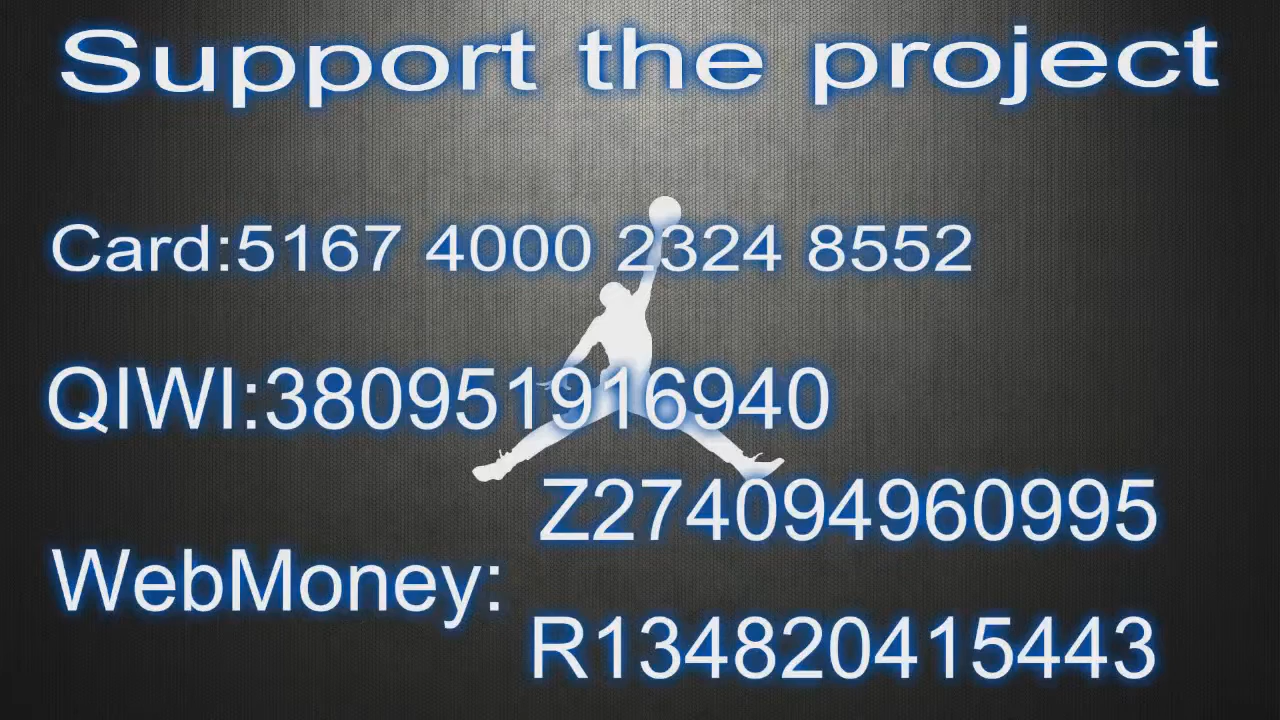 Support the project
Card:5167 4000 2324 8552
QIWI:380951916940
Z274094960995
WebMoney:
R134820415443